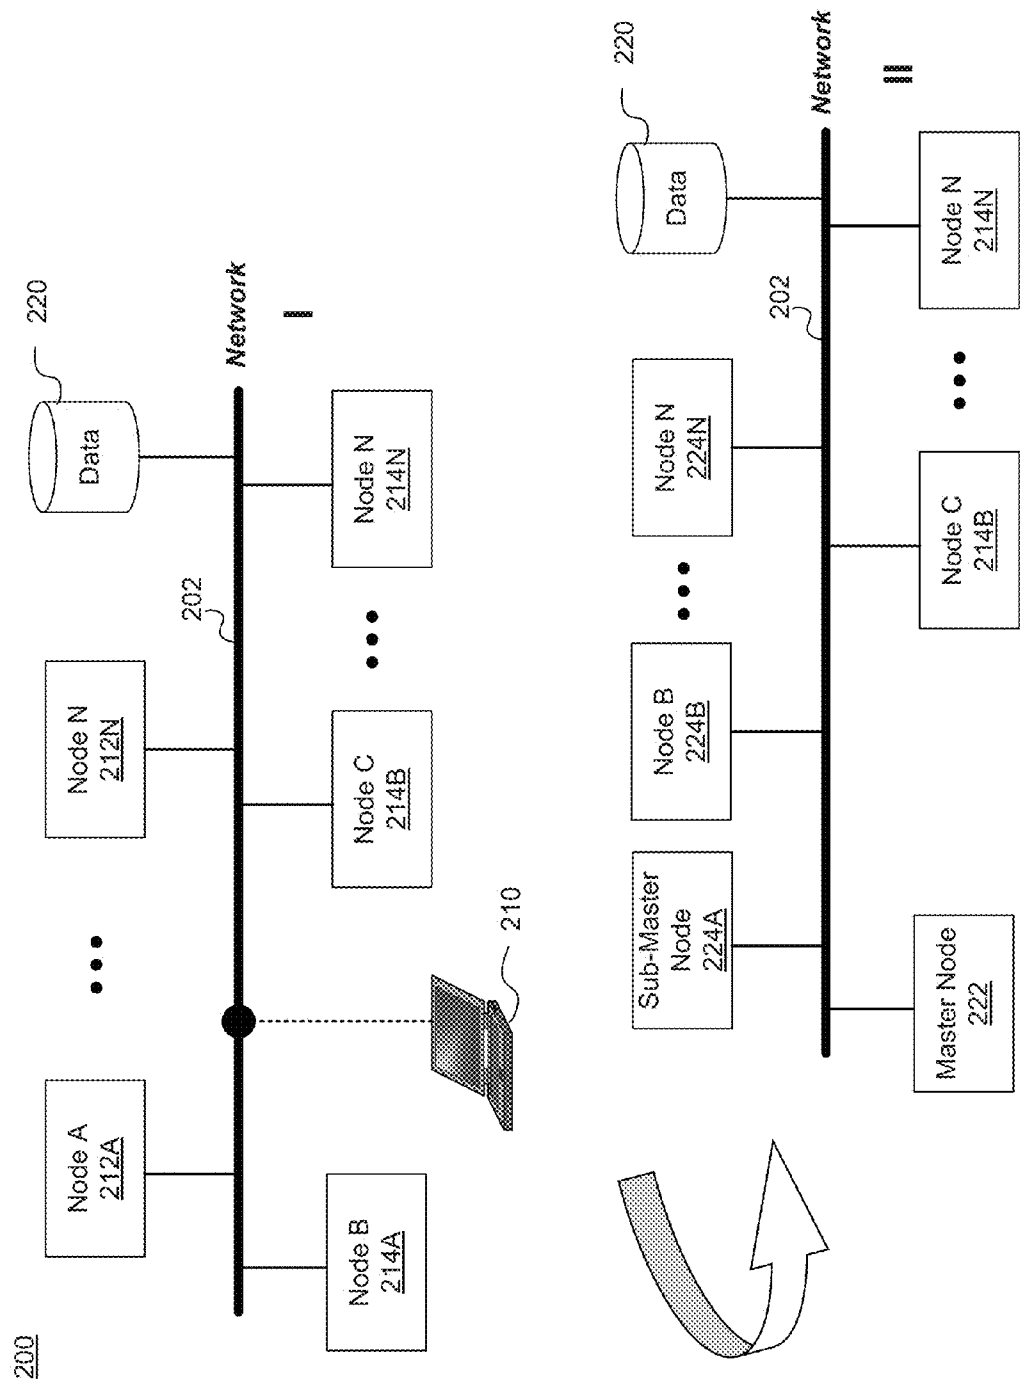 200
Node A
212A
Node N
212N
Data
220
Network
I
202
Node B
214A
210
Node C
214B
Node N
214N
Sub-Master
Node
224A
Node B
224B
Node N
224N
Data
220
Network
II
202
Master Node
222
Node C
214B
Node N
214N